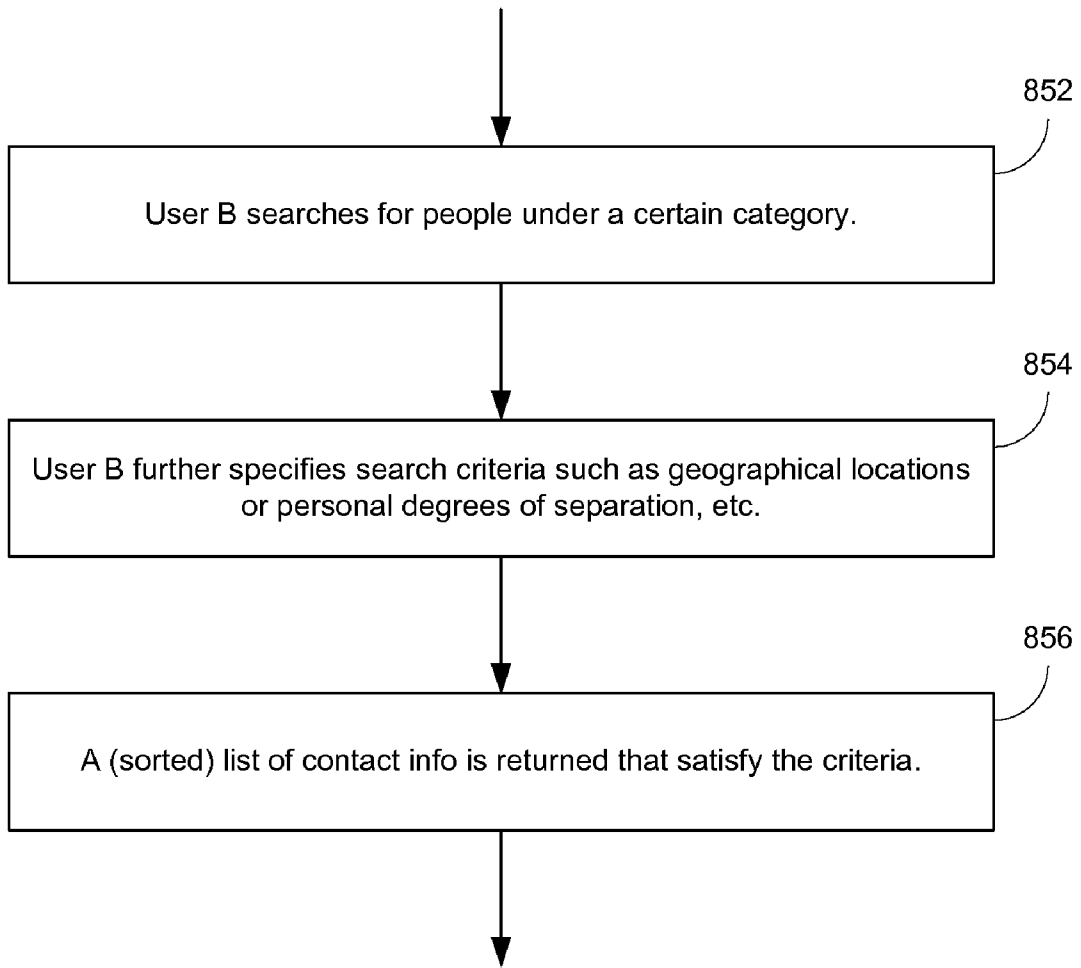 852
User B searches for people under a certain category.
854
User B further specifies search criteria such as geographical locations
or personal degrees of separation, etc.
856
A (sorted) list of contact info is returned that satisfy the criteria.